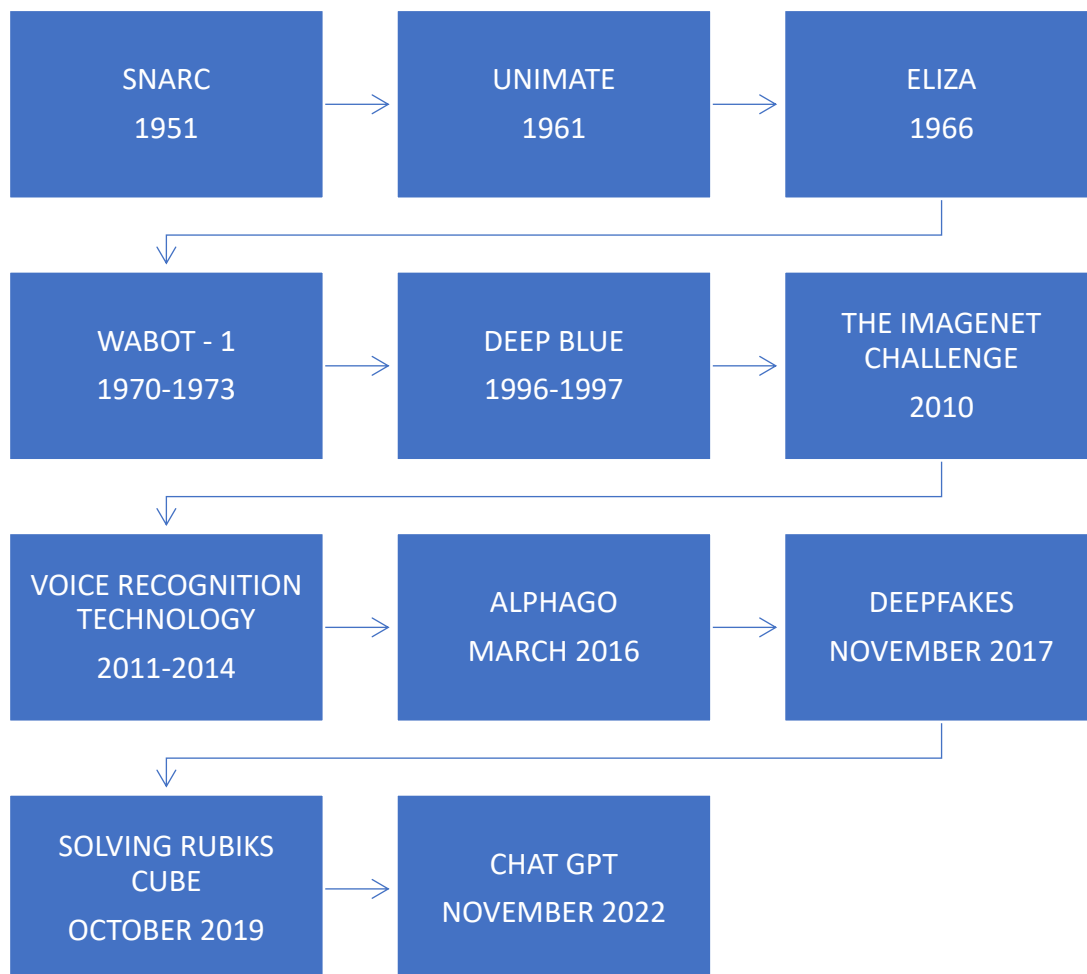 SNARC
1951
UNIMATE
1961
ELIZA
1966
WABOT - 1
1970-1973
DEEP BLUE
1996-1997
THE IMAGENET
CHALLENGE
2010
VOICE RECOGNITION
TECHNOLOGY
2011-2014
ALPHAGO
MARCH 2016
DEEPFAKES
NOVEMBER 2017
SOLVING RUBIKS
CUBE
OCTOBER 2019
CHAT GPT
NOVEMBER 2022